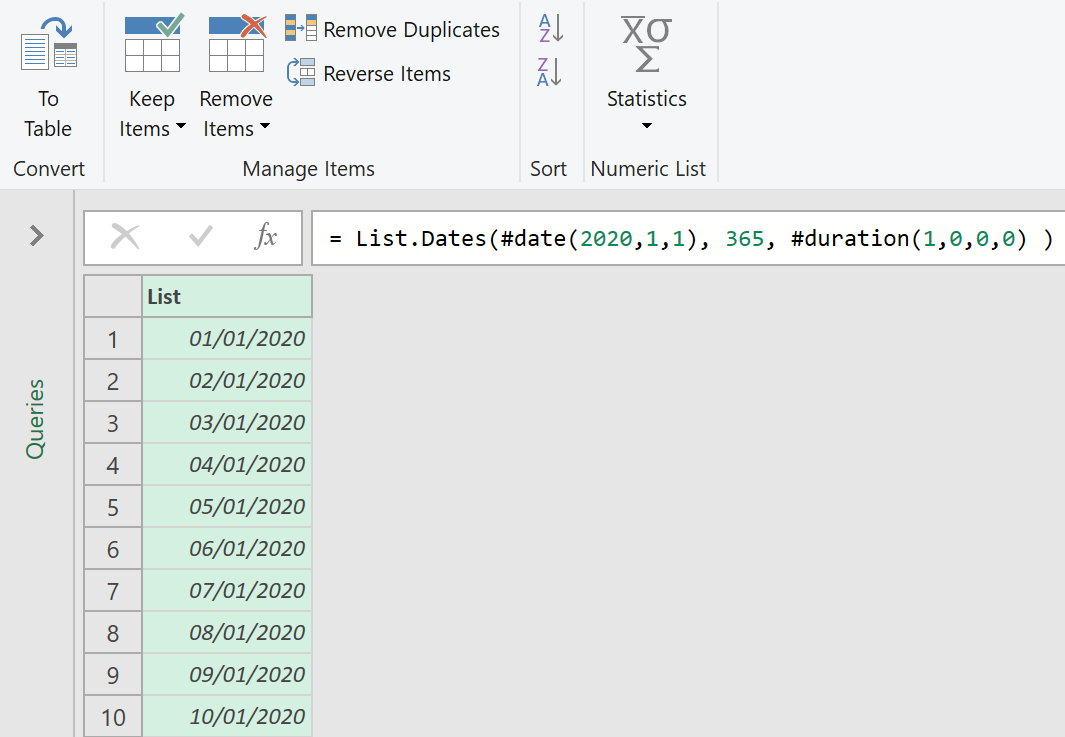 To Table
Keep Items
Remove Items
Remove Duplicates
Reverse Items
A
Z
Z
A
X̅σ
Σ
Statistics
Convert
Manage Items
Sort
Numeric List
fx
= List.Dates(#date(2020,1,1), 365, #duration(1,0,0,0) )
Queries
List
1 01/01/2020
2 02/01/2020
3 03/01/2020
4 04/01/2020
5 05/01/2020
6 06/01/2020
7 07/01/2020
8 08/01/2020
9 09/01/2020
10 10/01/2020